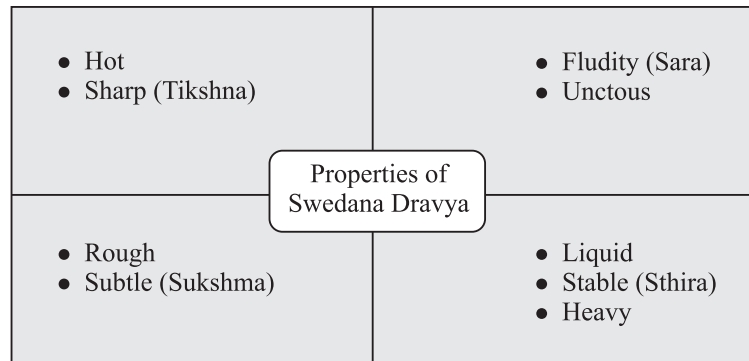 ● Hot
● Sharp (Tikshna)
● Fludity (Sara)
● Unctous
Properties of
Swedana Dravya
● Rough
● Subtle (Sukshma)
● Liquid
● Stable (Sthira)
● Heavy